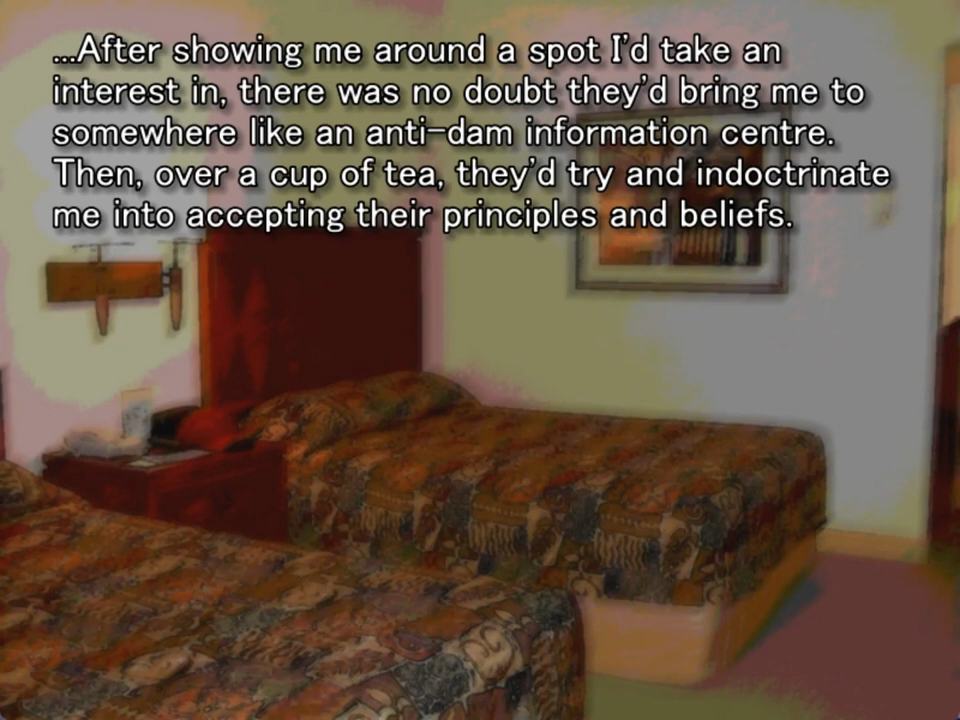 ...After showing me around a spot I'd take an
interest in, there was no doubt they'd bring me to
somewhere like an anti-dam information centre.
Then, over a cup of tea, they'd try and indoctrinate
me into accepting their principles and beliefs.